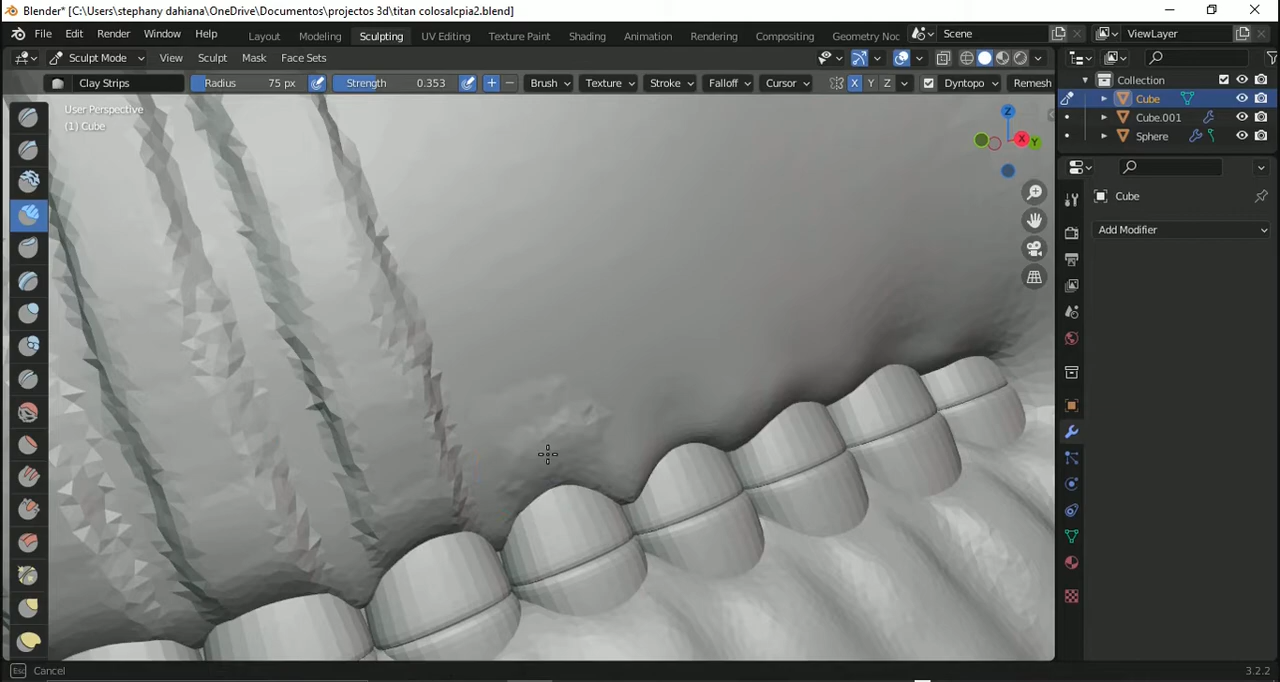 Blender* [C:\Users\stephany dahiana\OneDrive\Documentos\projectos 3d\titan colosalcpia2.blend]
File Edit Render Window Help Layout Modeling Sculpting UV Editing Texture Paint Shading Animation Rendering Compositing Geometry Noc Scene ViewLayer
Sculpt Mode View Sculpt Mask Face Sets
Clay Strips Radius 75 px Strength 0.353 Brush Texture Stroke Falloff Cursor X Y Z Dyntopo Remesh
User Perspective
(1) Cube
Z
X
Y
Collection
Cube
Cube.001
Sphere
Cube
Add Modifier
Esc Cancel
3.2.2